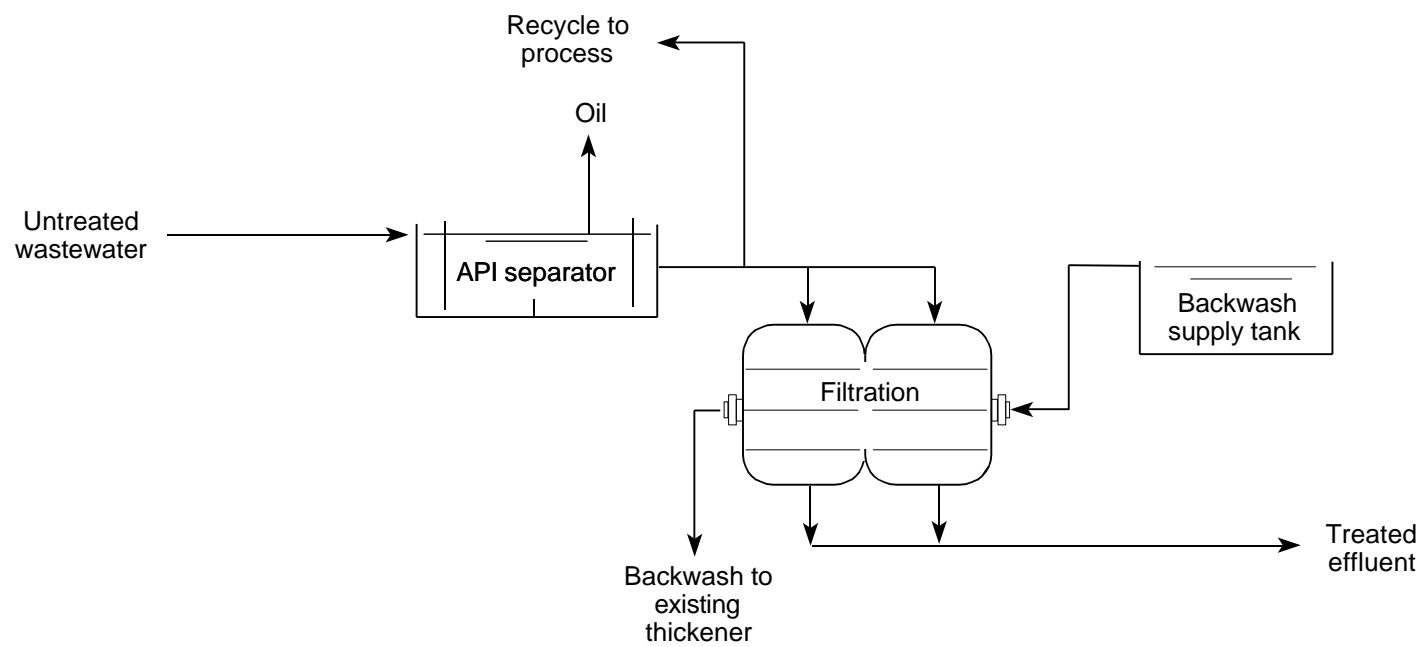 Recycle to
process
Oil
Untreated
wastewater
API separator
Backwash
supply tank
Filtration
Treated
effluent
Backwash to
existing
thickener